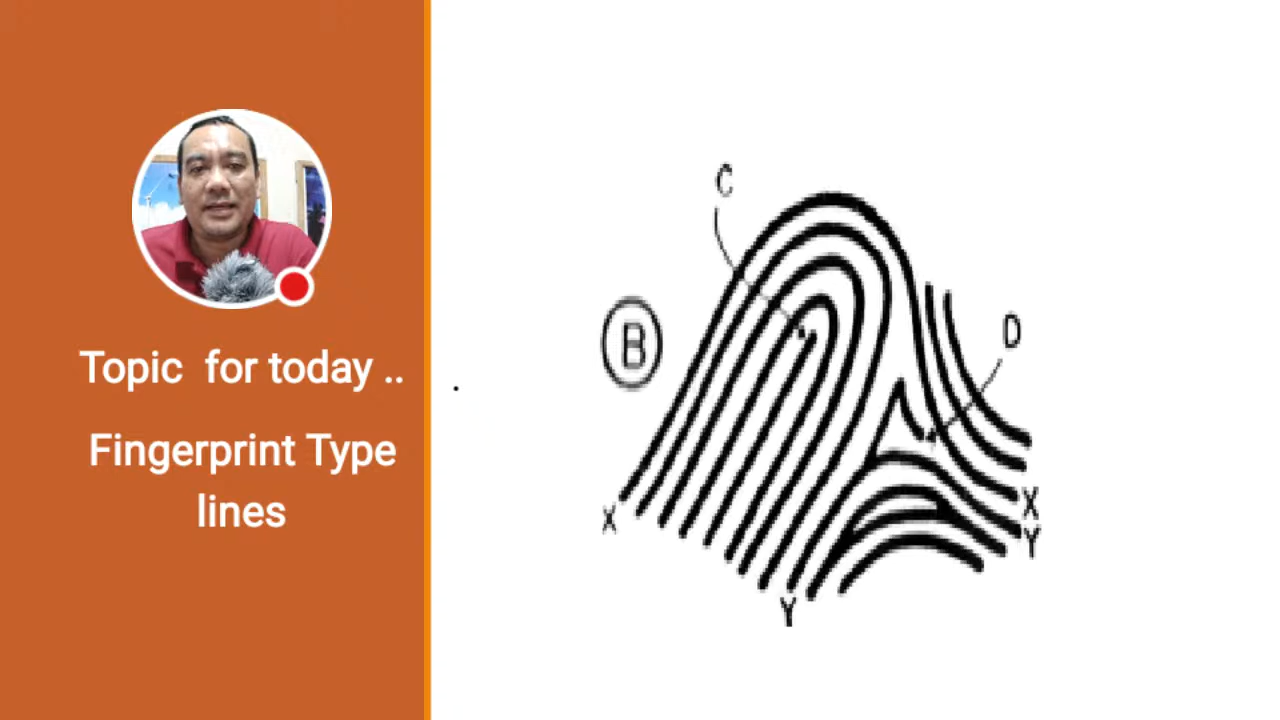 Topic  for today ..
Fingerprint Type
lines
.
C
B
D
X
X
Y
Y